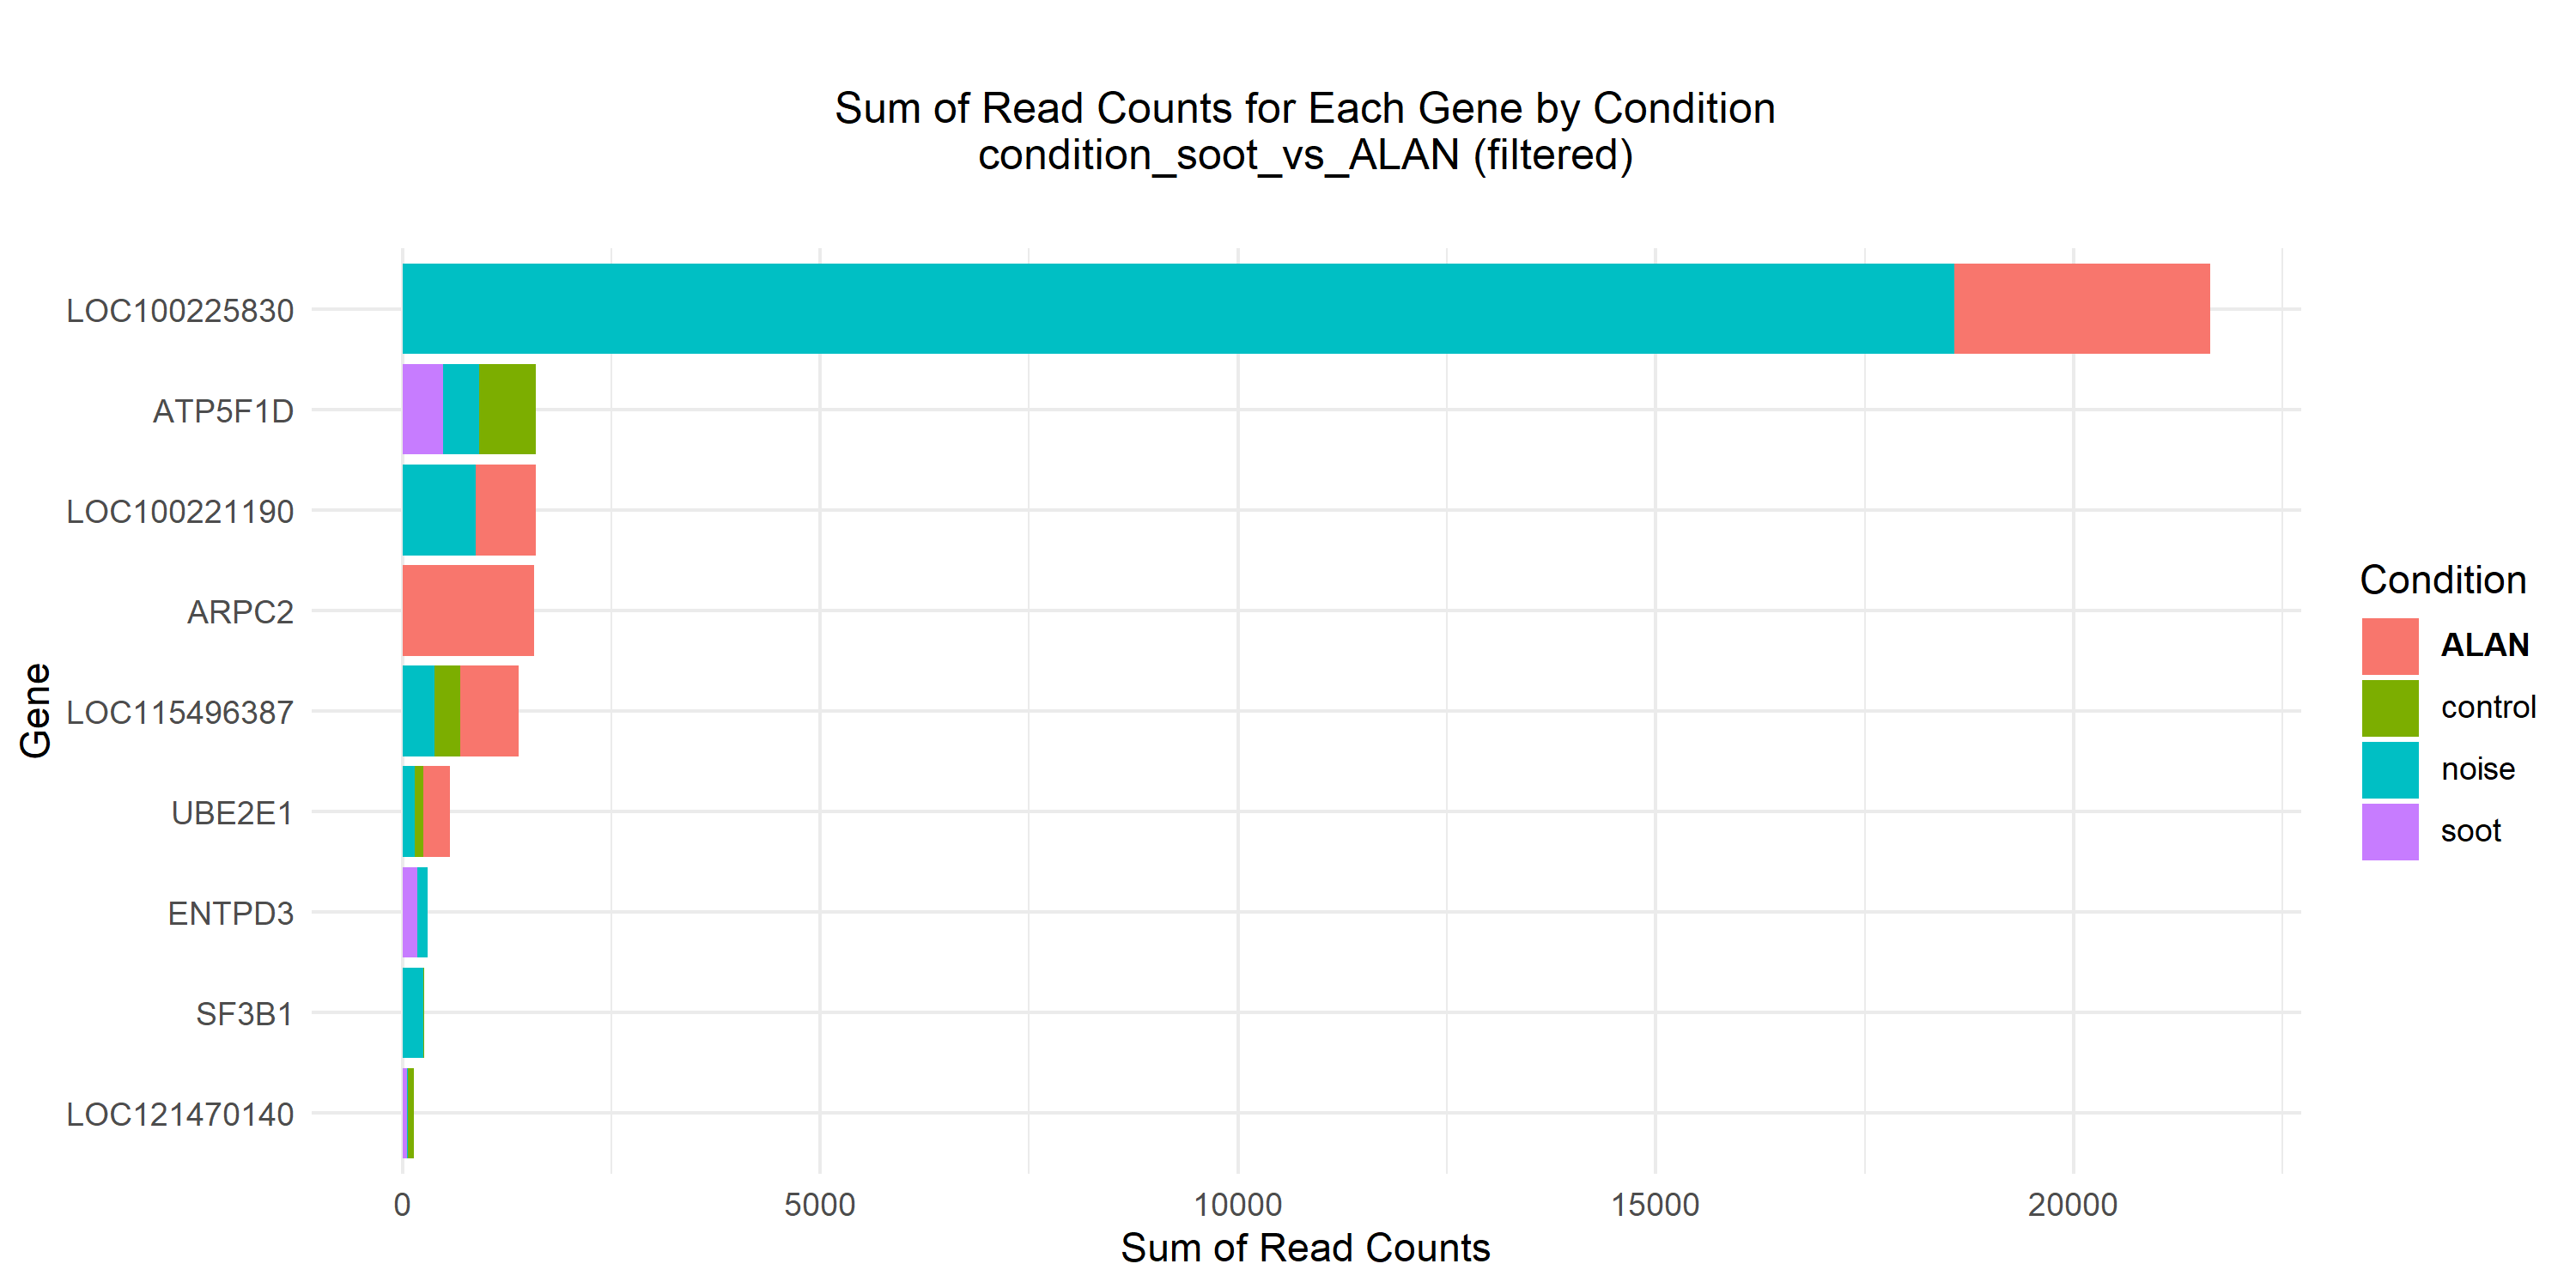 Sum of Read Counts for Each Gene by Condition
condition_soot_vs_ALAN (filtered)
Gene
LOC100225830
ATP5F1D
LOC100221190
ARPC2
LOC115496387
UBE2E1
ENTPD3
SF3B1
LOC121470140
0 5000 10000 15000 20000
Sum of Read Counts
Condition
ALAN
control
noise
soot